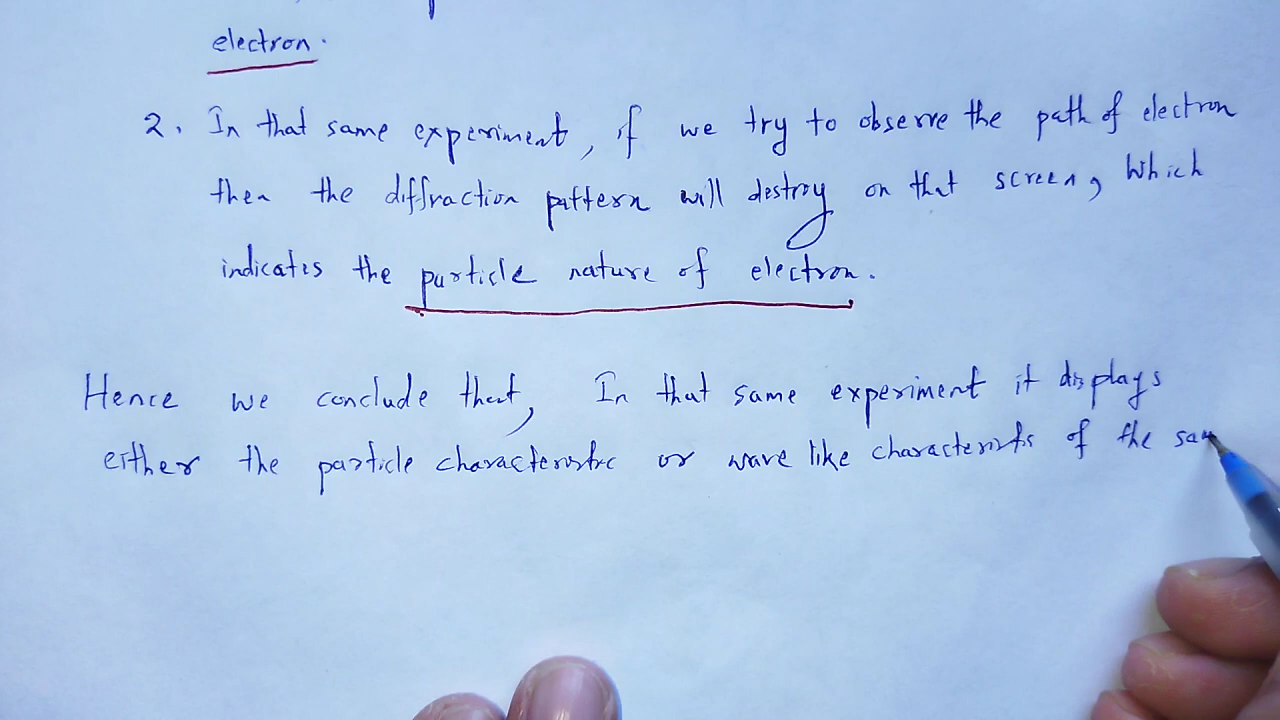 electron.
2. In that same experiment, if we try to observe the path of electron
then the diffraction pattern will destroy on that screen, which
indicates the particle nature of electron.
Hence we conclude that, In that same experiment it displays
either the particle characteristic or wave like characterists of the